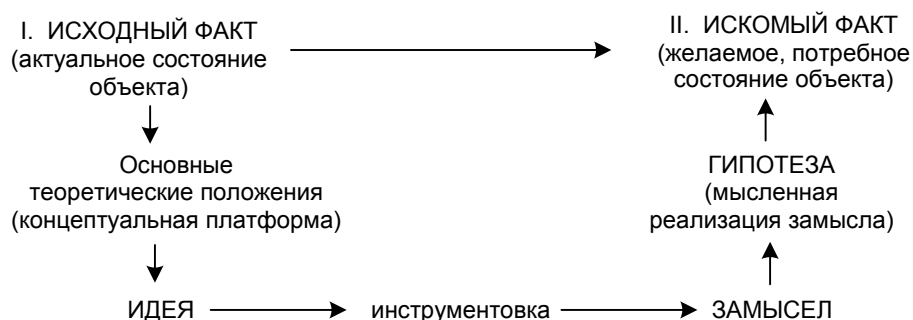 I. ИСХОДНЫЙ ФАКТ
(актуальное состояние
объекта)
II. ИСКОМЫЙ ФАКТ
(желаемое, потребное
состояние объекта)
Основные
теоретические положения
(концептуальная платформа)
ГИПОТЕЗА
(мысленная
реализация замысла)
ИДЕЯ
инструментовка
ЗАМЫСЕЛ